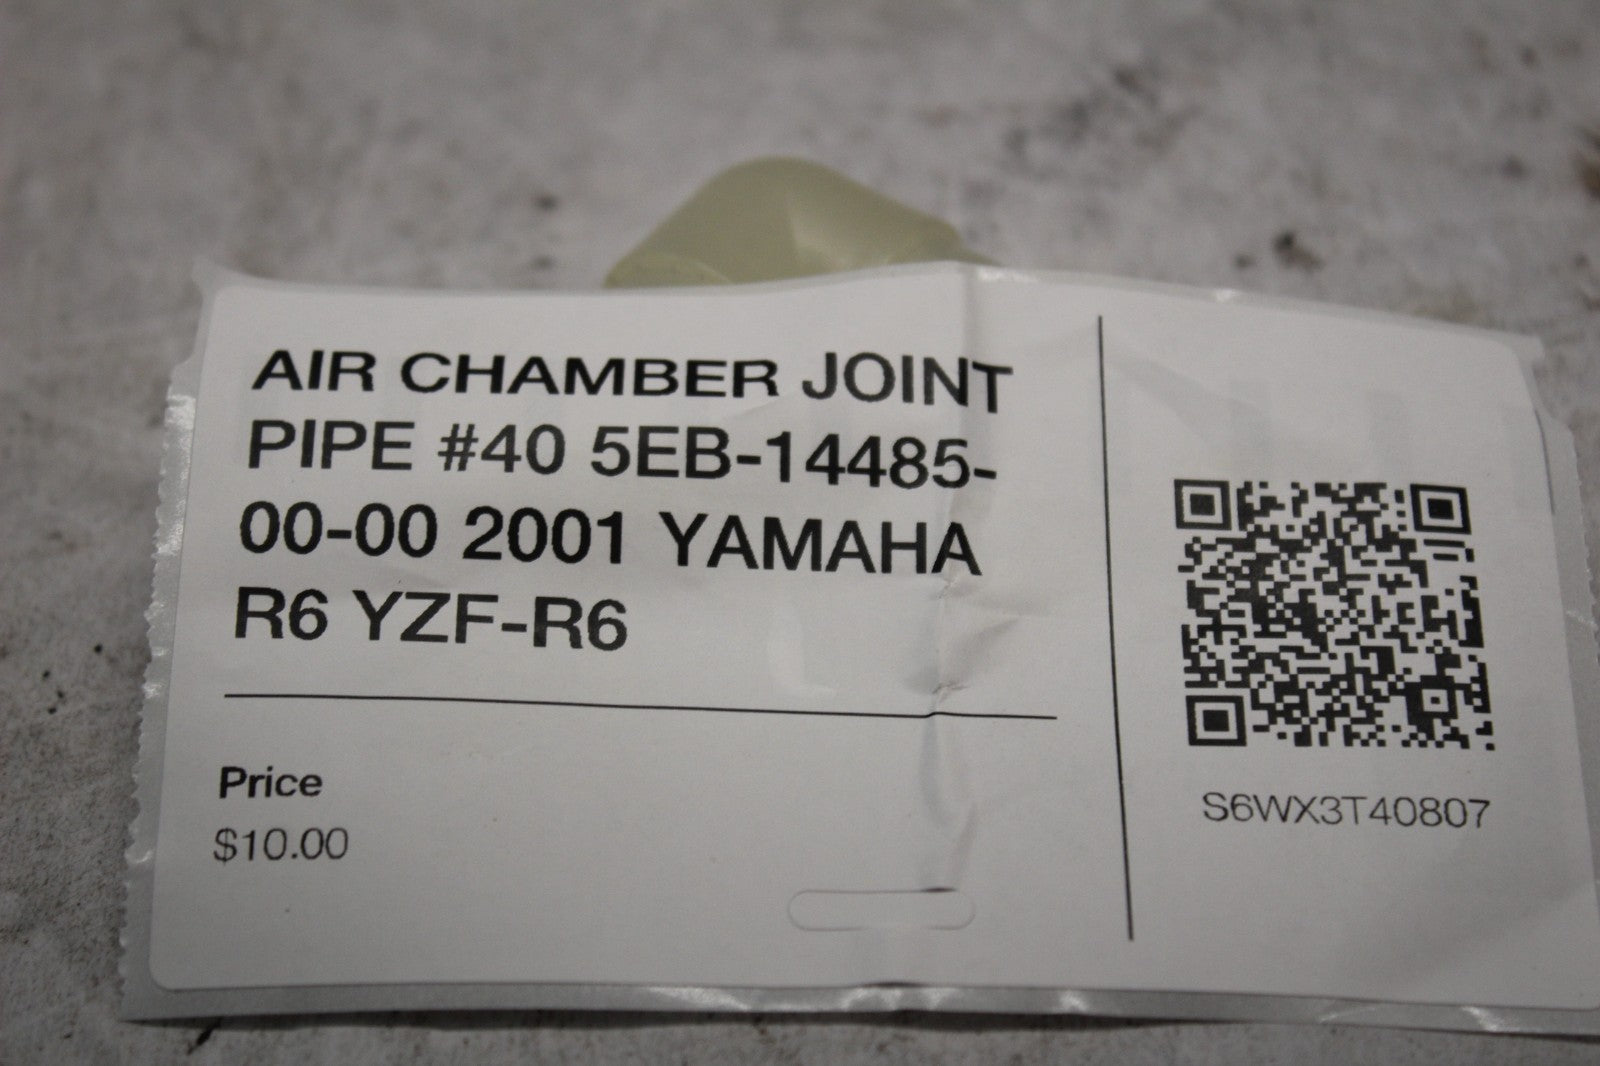 AIR CHAMBER JOINT
PIPE #40 5EB-14485-
00-00 2001 YAMAHA
R6 YZF-R6
Price
$10.00
S6WX3T40807